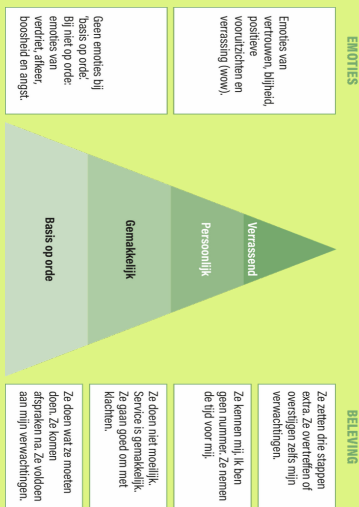 EMOTIES
BELEVING
Emoties van
vertrouwen, blijheid,
positieve
vooruitzichten en
verrassing (wow).
Verrassend
Ze zetten drie stappen
extra. Ze overtreffen of
overstijgen zelfs mijn
verwachtingen.
Persoonlijk
Ze kennen mij. Ik ben
geen nummer. Ze nemen
de tijd voor mij.
Geen emoties bij
'basis op orde'.
Bij niet op orde:
emoties van
verdriet, afkeer,
boosheid en angst.
Gemakkelijk
Ze doen niet moeilijk.
Service is gemakkelijk.
Ze gaan goed om met
klachten.
Basis op orde
Ze doen wat ze moeten
doen. Ze komen
afspraken na. Ze voldoen
aan mijn verwachtingen.